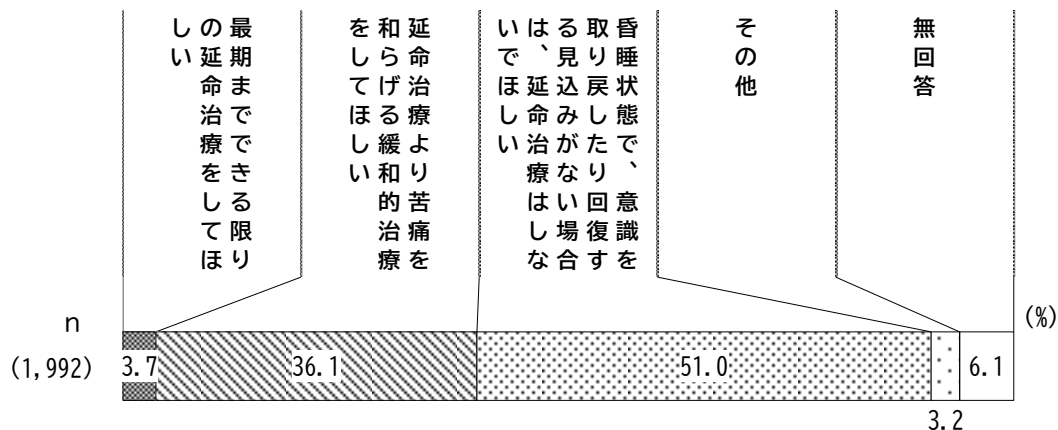 最期までできる限り
の延命治療をしてほ
しい
延命治療より苦痛を
和らげる緩和的治療
をしてほしい
昏睡状態で、意識を
取り戻したり回復す
る見込みがない場合
は、延命治療はしな
いでほしい
その他
無回答
n
(%)
(1,992)
3.7
36.1
51.0
6.1
3.2